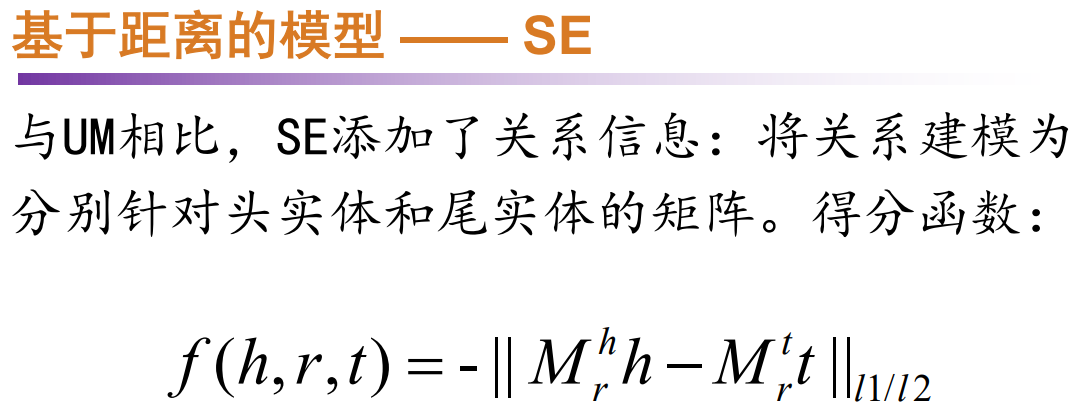 基于距离的模型 —— SE
与UM相比，SE添加了关系信息：将关系建模为
分别针对头实体和尾实体的矩阵。得分函数：
f(h,r,t) = -|| M_r^h h − M_r^t t ||_{l1/l2}